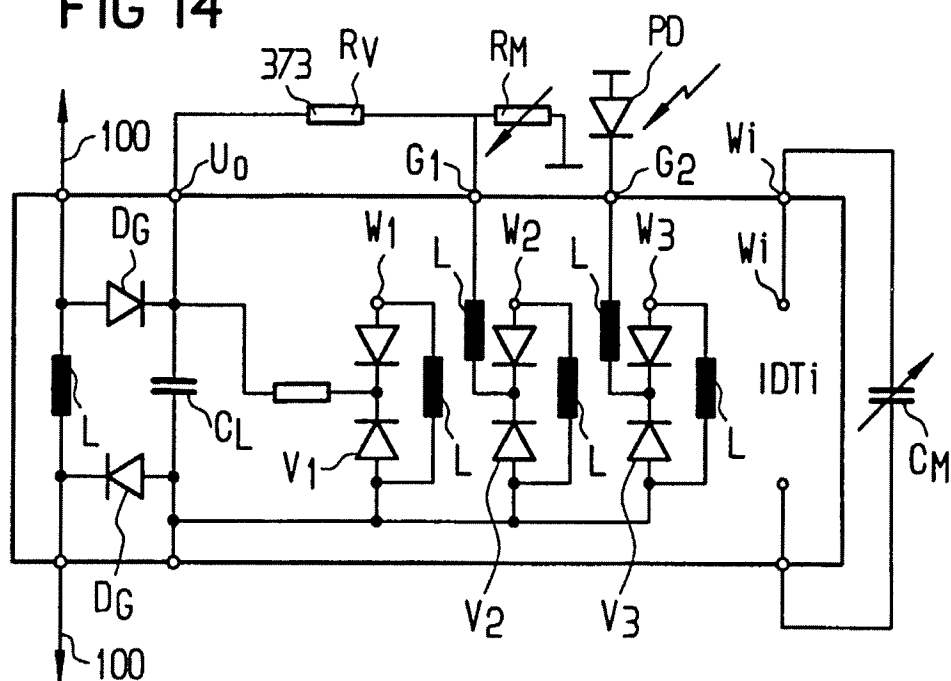 FIG 14
PD
373 RV RM
100 U0 G1 G2 Wi
DG W1 L W2 L W3 Wi
IDTi
L CL V1 L L L CM
DG V2 V3
100